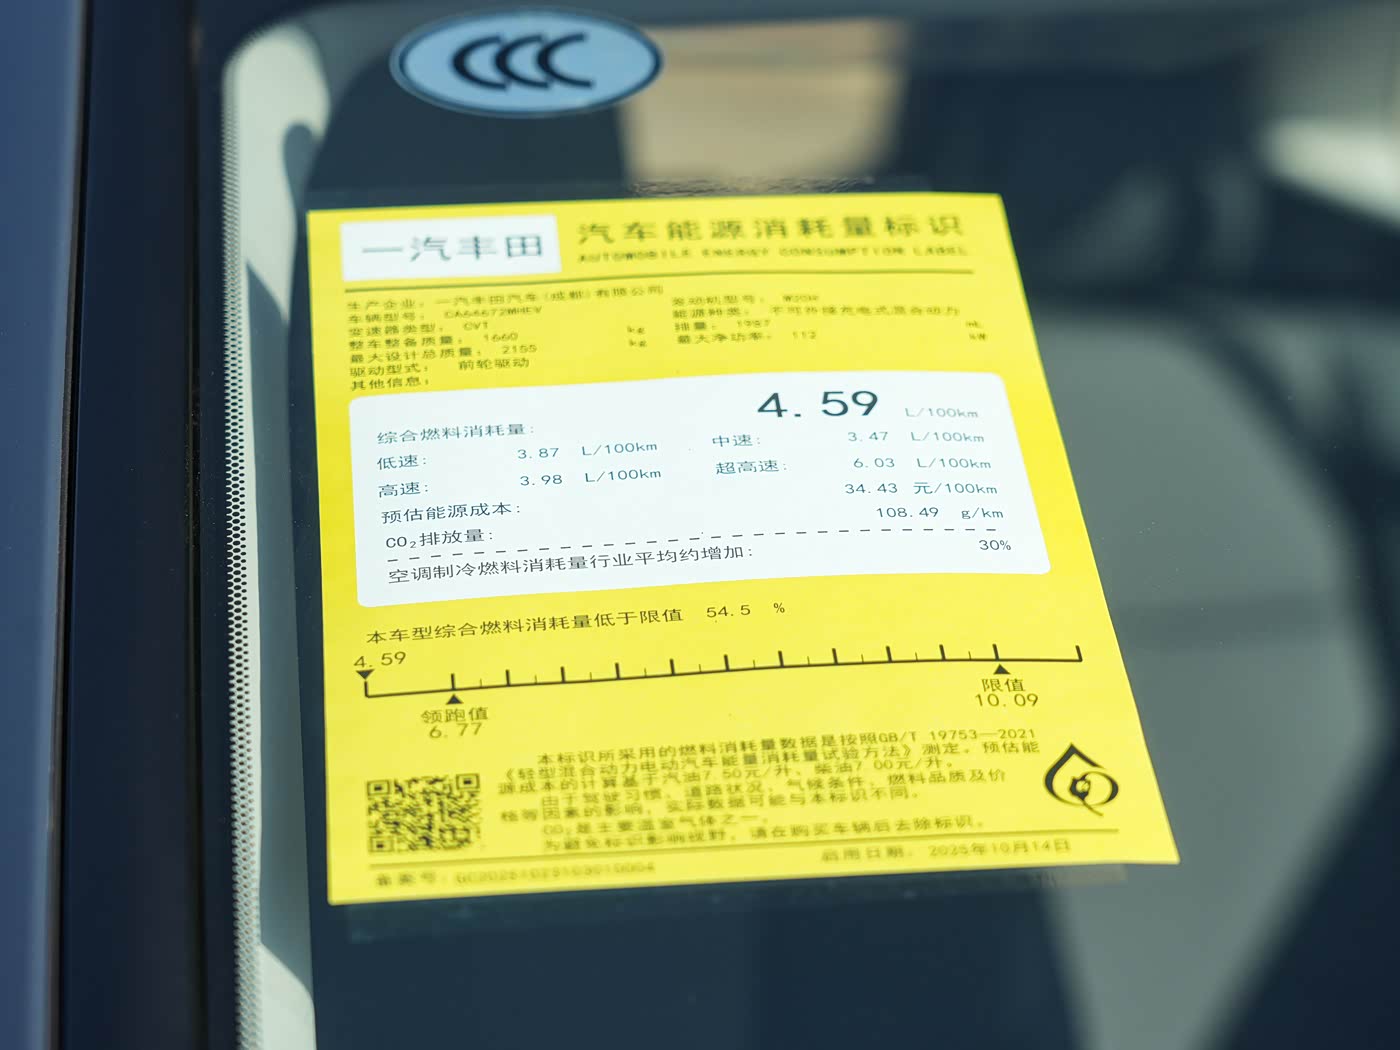 CCC
一汽丰田
汽车能源消耗量标识
AUTOMOBILE ENERGY CONSUMPTION LABEL
生产企业: 一汽丰田汽车(成都)有限公司
车辆型号:
变速器类型: CVT
整车整备质量: 1660 kg
最大设计总质量: 2155 kg
驱动型式: 前轮驱动
其他信息:
发动机型号: M20H
能源种类: 不可外接充电式混合动力
排量: 1987 mL
最大净功率: 112 kW
综合燃料消耗量: 4.59 L/100km
低速: 3.87 L/100km 中速: 3.47 L/100km
高速: 3.98 L/100km 超高速: 6.03 L/100km
预估能源成本: 34.43 元/100km
CO₂排放量: 108.49 g/km
空调制冷燃料消耗量行业平均约增加: 30%
本车型综合燃料消耗量低于限值 54.5 %
4.59
领跑值
6.77
限值
10.09
本标识所采用的燃料消耗量数据是按照GB/T 19753—2021
《轻型混合动力电动汽车能量消耗量试验方法》测定。预估能
源成本的计算基于汽油7.50元/升、柴油7.00元/升。
由于驾驶习惯、道路状况、气候条件、燃料品质及价
格等因素的影响，实际数据可能与本标识不同。
CO₂是主要温室气体之一。
为避免标识影响视野，请在购买车辆后去除标识。
备案号:
启用日期: 2025年10月14日